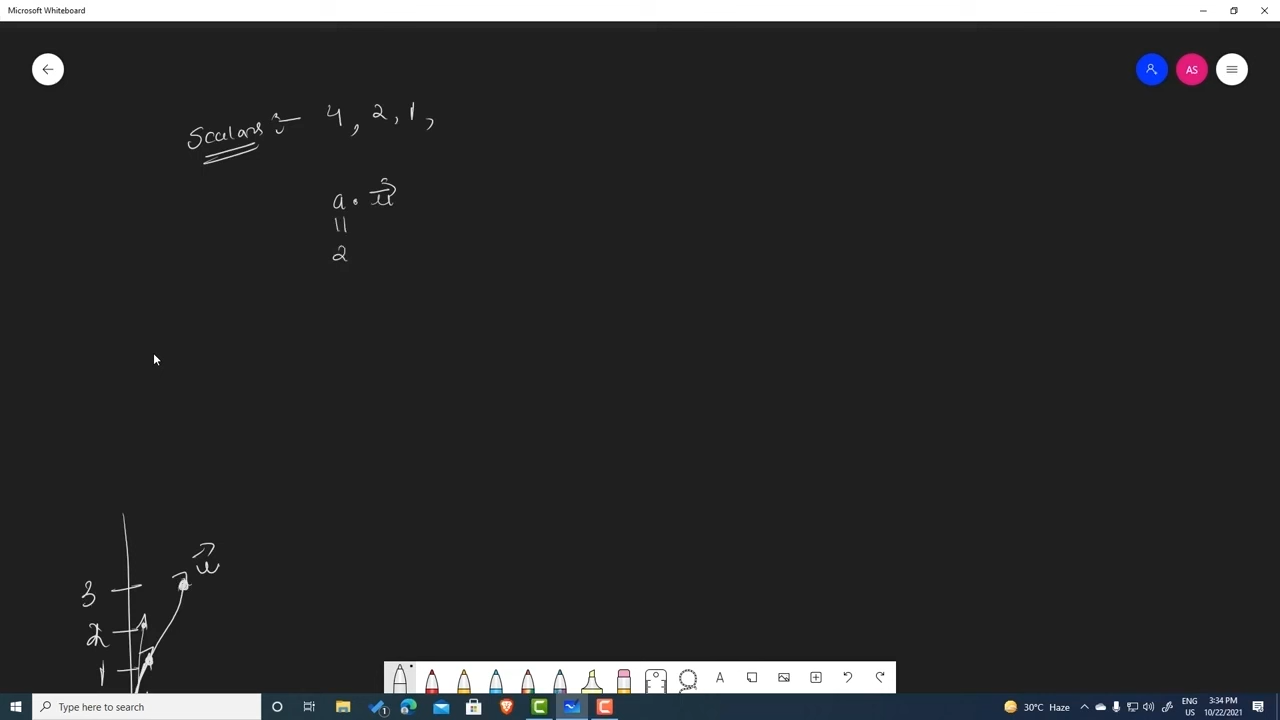 Microsoft Whiteboard
AS
Scalars :- 4, 2, 1,
a . u
||
2
u
3
2
1
A
Type here to search
30°C Haze
ENG
US
3:34 PM
10/22/2021